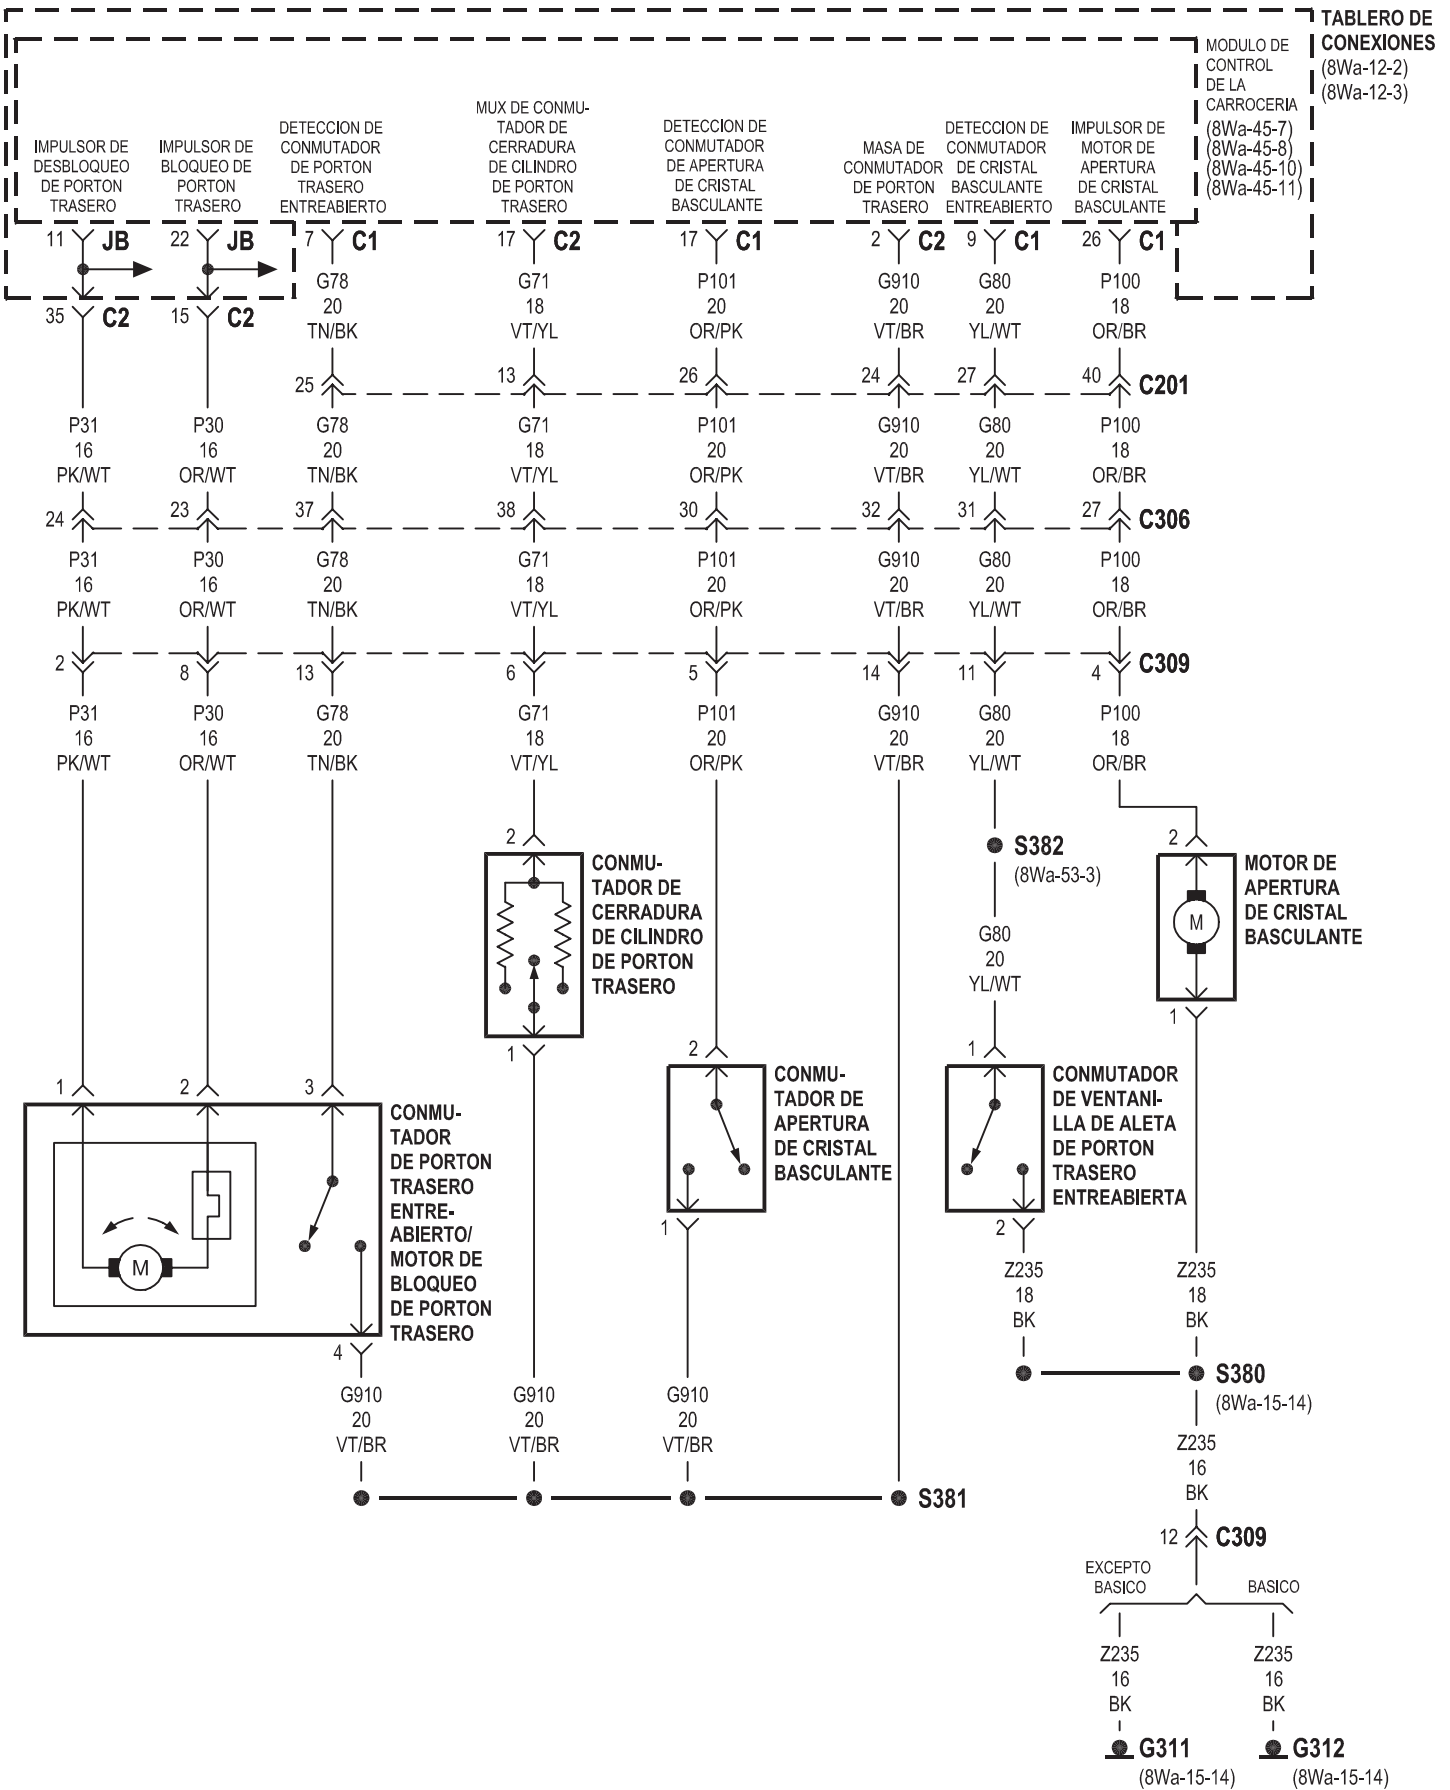 TABLERO DE
CONEXIONES
(8Wa-12-2)
(8Wa-12-3)
MODULO DE
CONTROL
DE LA
CARROCERIA
(8Wa-45-7)
(8Wa-45-8)
(8Wa-45-10)
(8Wa-45-11)
IMPULSOR DE
DESBLOQUEO
DE PORTON
TRASERO
IMPULSOR DE
BLOQUEO DE
PORTON
TRASERO
DETECCION DE
CONMUTADOR
DE PORTON
TRASERO
ENTREABIERTO
MUX DE CONMU-
TADOR DE
CERRADURA
DE CILINDRO
DE PORTON
TRASERO
DETECCION DE
CONMUTADOR
DE APERTURA
DE CRISTAL
BASCULANTE
MASA DE
CONMUTADOR
DE PORTON
TRASERO
DETECCION DE
CONMUTADOR
DE CRISTAL
BASCULANTE
ENTREABIERTO
IMPULSOR DE
MOTOR DE
APERTURA
DE CRISTAL
BASCULANTE
11 JB 22 JB 7 C1 17 C2 17 C1 2 C2 9 C1 26 C1
G78 G71 P101 G910 G80 P100
20 18 20 20 20 18
TN/BK VT/YL OR/PK VT/BR YL/WT OR/BR
35 C2 15 C2
25 13 26 24 27 40 C201
P31 P30 G78 G71 P101 G910 G80 P100
16 16 20 18 20 20 20 18
PK/WT OR/WT TN/BK VT/YL OR/PK VT/BR YL/WT OR/BR
24 23 37 38 30 32 31 27 C306
P31 P30 G78 G71 P101 G910 G80 P100
16 16 20 18 20 20 20 18
PK/WT OR/WT TN/BK VT/YL OR/PK VT/BR YL/WT OR/BR
2 8 13 6 5 14 11 4 C309
P31 P30 G78 G71 P101 G910 G80 P100
16 16 20 18 20 20 20 18
PK/WT OR/WT TN/BK VT/YL OR/PK VT/BR YL/WT OR/BR
2
CONMU-
TADOR DE
CERRADURA
DE CILINDRO
DE PORTON
TRASERO
1
S382
(8Wa-53-3)
G80
20
YL/WT
2
M
MOTOR DE
APERTURA
DE CRISTAL
BASCULANTE
1
2
CONMU-
TADOR DE
APERTURA
DE CRISTAL
BASCULANTE
1
1
CONMUTADOR
DE VENTANI-
LLA DE ALETA
DE PORTON
TRASERO
ENTREABIERTA
2
1 2 3
M
CONMU-
TADOR
DE PORTON
TRASERO
ENTRE-
ABIERTO/
MOTOR DE
BLOQUEO
DE PORTON
TRASERO
4
Z235 Z235
18 18
BK BK
S380
(8Wa-15-14)
G910 G910 G910
20 20 20
VT/BR VT/BR VT/BR
S381
Z235
16
BK
12 C309
EXCEPTO
BASICO
BASICO
Z235 Z235
16 16
BK BK
G311 G312
(8Wa-15-14) (8Wa-15-14)